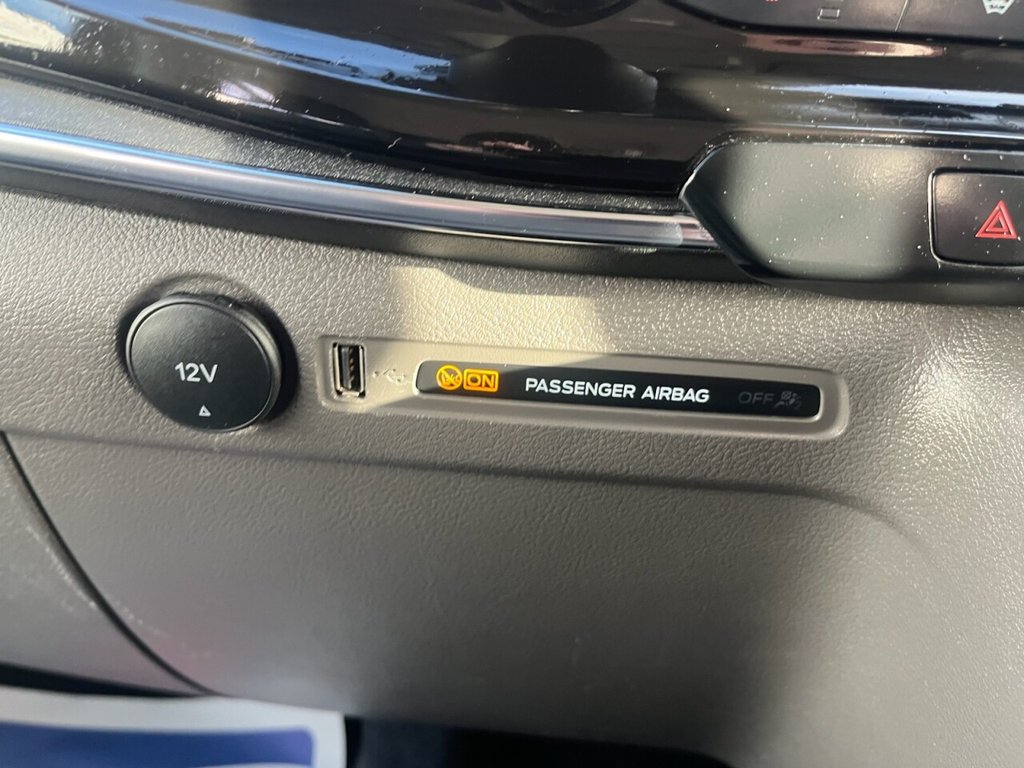 12V
ON PASSENGER AIRBAG OFF